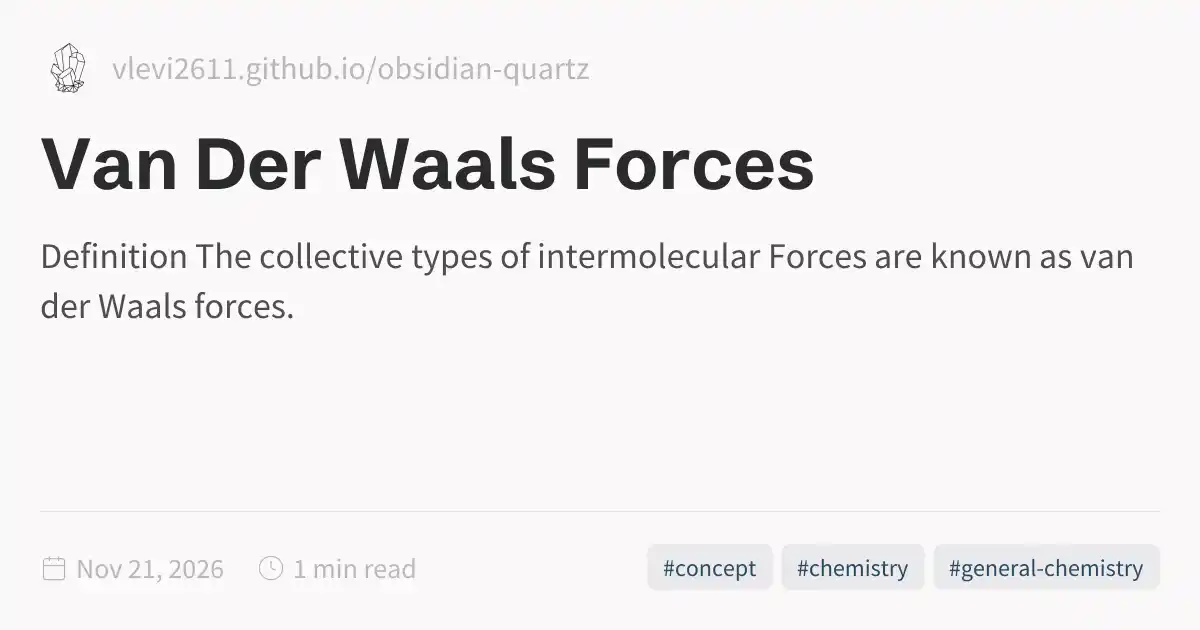 vlevi2611.github.io/obsidian-quartz
Van Der Waals Forces
Definition The collective types of intermolecular Forces are known as van
der Waals forces.
Nov 21, 2026 1 min read #concept #chemistry #general-chemistry